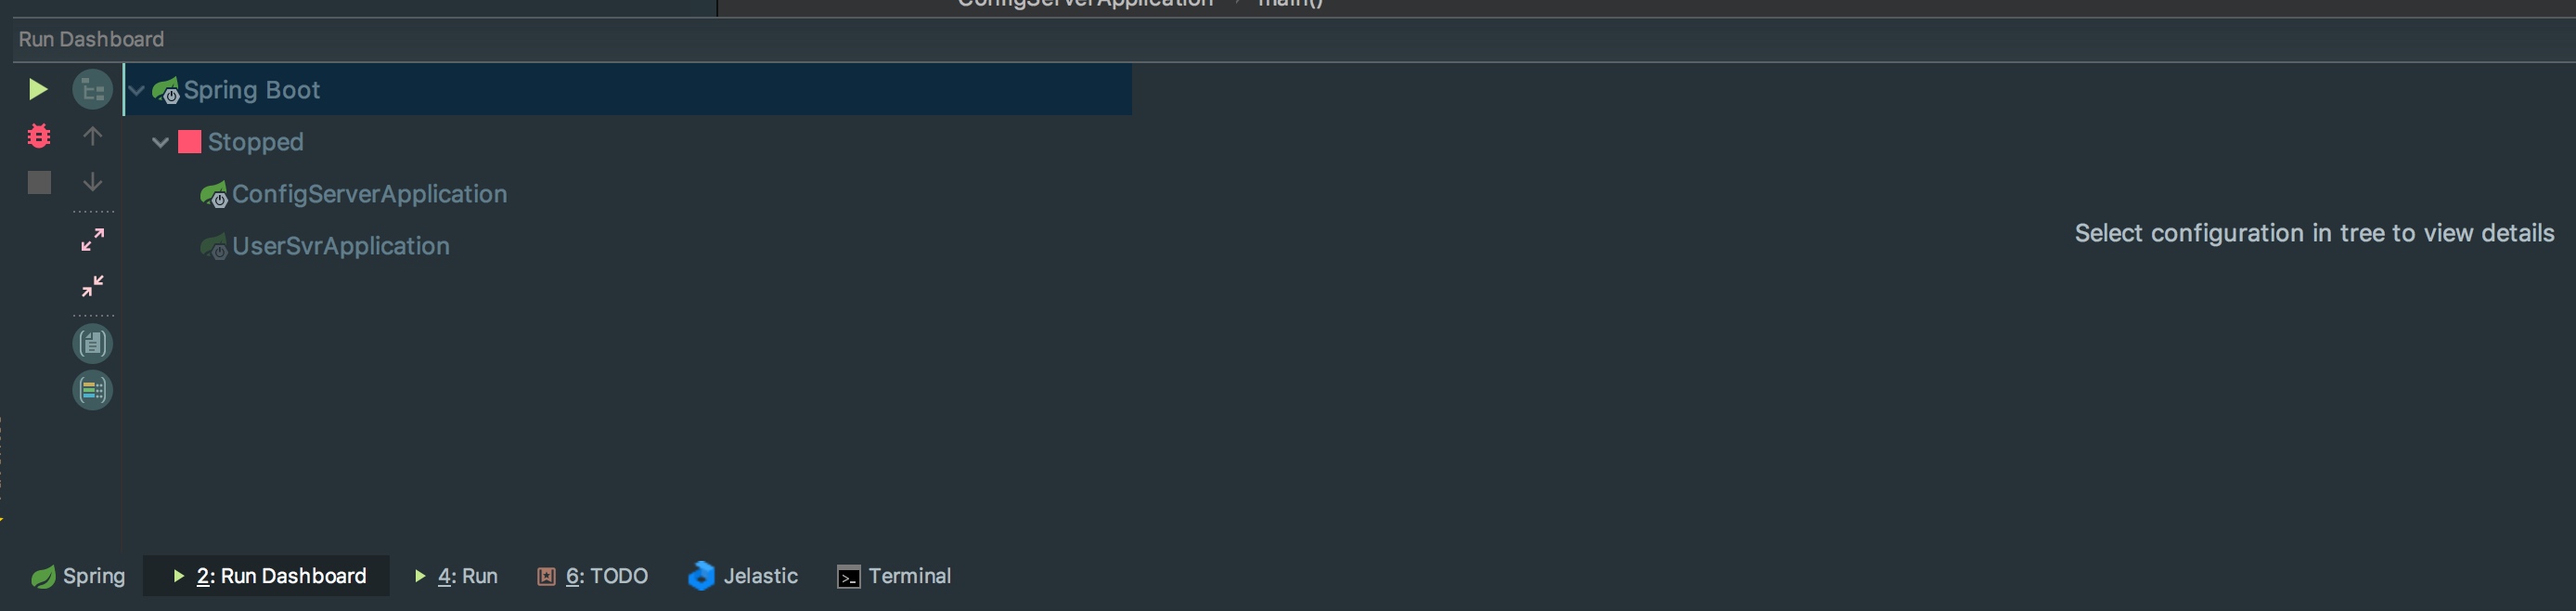 ConfigServerApplication › main()
Run Dashboard
Spring Boot
Stopped
ConfigServerApplication
UserSvrApplication
Select configuration in tree to view details
Spring 2: Run Dashboard 4: Run 6: TODO Jelastic Terminal